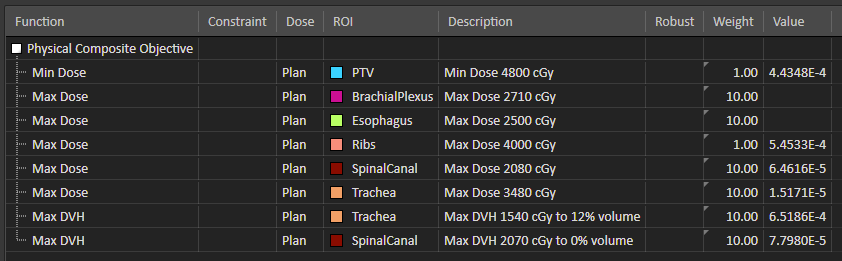 Function Constraint Dose ROI Description Robust Weight Value
Physical Composite Objective
Min Dose Plan PTV Min Dose 4800 cGy 1.00 4.4348E-4
Max Dose Plan BrachialPlexus Max Dose 2710 cGy 10.00
Max Dose Plan Esophagus Max Dose 2500 cGy 10.00
Max Dose Plan Ribs Max Dose 4000 cGy 1.00 5.4533E-4
Max Dose Plan SpinalCanal Max Dose 2080 cGy 10.00 6.4616E-5
Max Dose Plan Trachea Max Dose 3480 cGy 10.00 1.5171E-5
Max DVH Plan Trachea Max DVH 1540 cGy to 12% volume 10.00 6.5186E-4
Max DVH Plan SpinalCanal Max DVH 2070 cGy to 0% volume 10.00 7.7980E-5